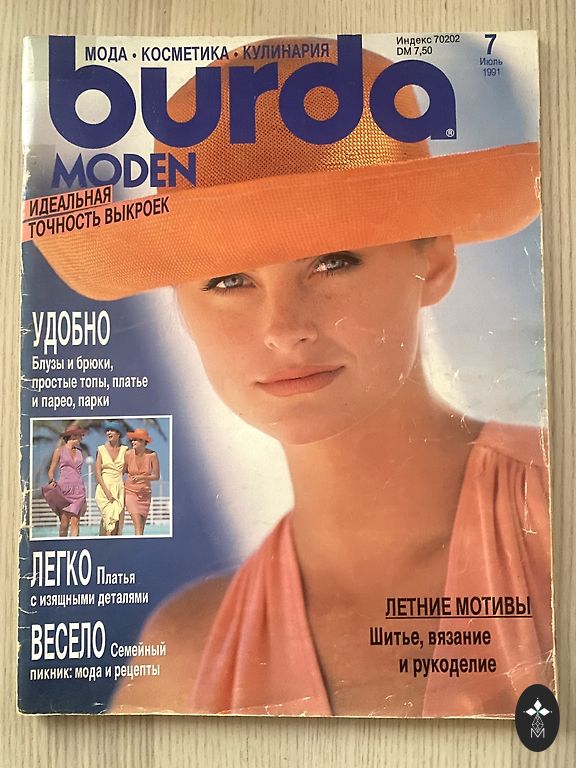 МОДА · КОСМЕТИКА · КУЛИНАРИЯ
Индекс 70202
DM 7,50
7
Июль
1991
burda®
MODEN
ИДЕАЛЬНАЯ
ТОЧНОСТЬ ВЫКРОЕК
УДОБНО
Блузы и брюки,
простые топы, платье
и парео, парки
ЛЕГКО Платья
с изящными деталями
ВЕСЕЛО Семейный
пикник: мода и рецепты
ЛЕТНИЕ МОТИВЫ
Шитье, вязание
и рукоделие
M